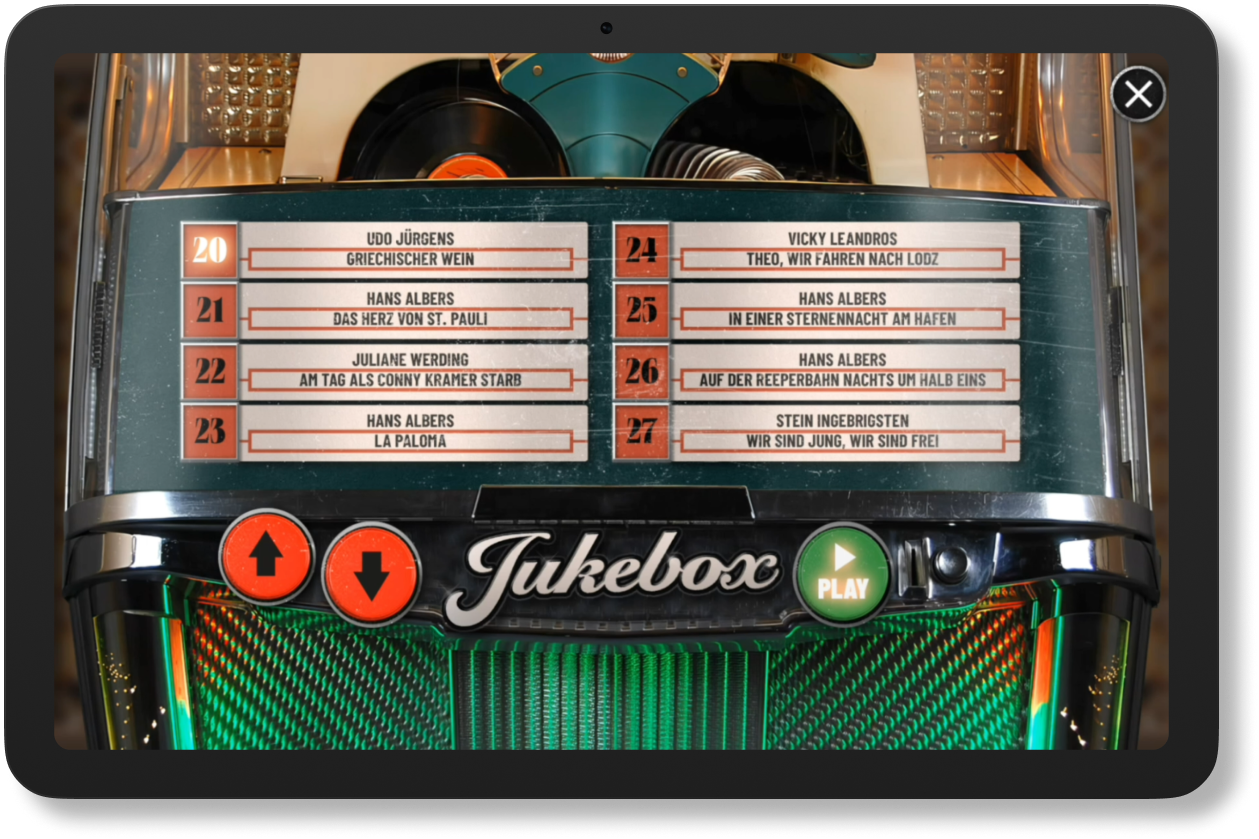 20
UDO JÜRGENS
GRIECHISCHER WEIN
21
HANS ALBERS
DAS HERZ VON ST. PAULI
22
JULIANE WERDING
AM TAG ALS CONNY KRAMER STARB
23
HANS ALBERS
LA PALOMA
24
VICKY LEANDROS
THEO, WIR FAHREN NACH LODZ
25
HANS ALBERS
IN EINER STERNENNACHT AM HAFEN
26
HANS ALBERS
AUF DER REEPERBAHN NACHTS UM HALB EINS
27
STEIN INGEBRIGSTEN
WIR SIND JUNG, WIR SIND FREI
Jukebox
PLAY